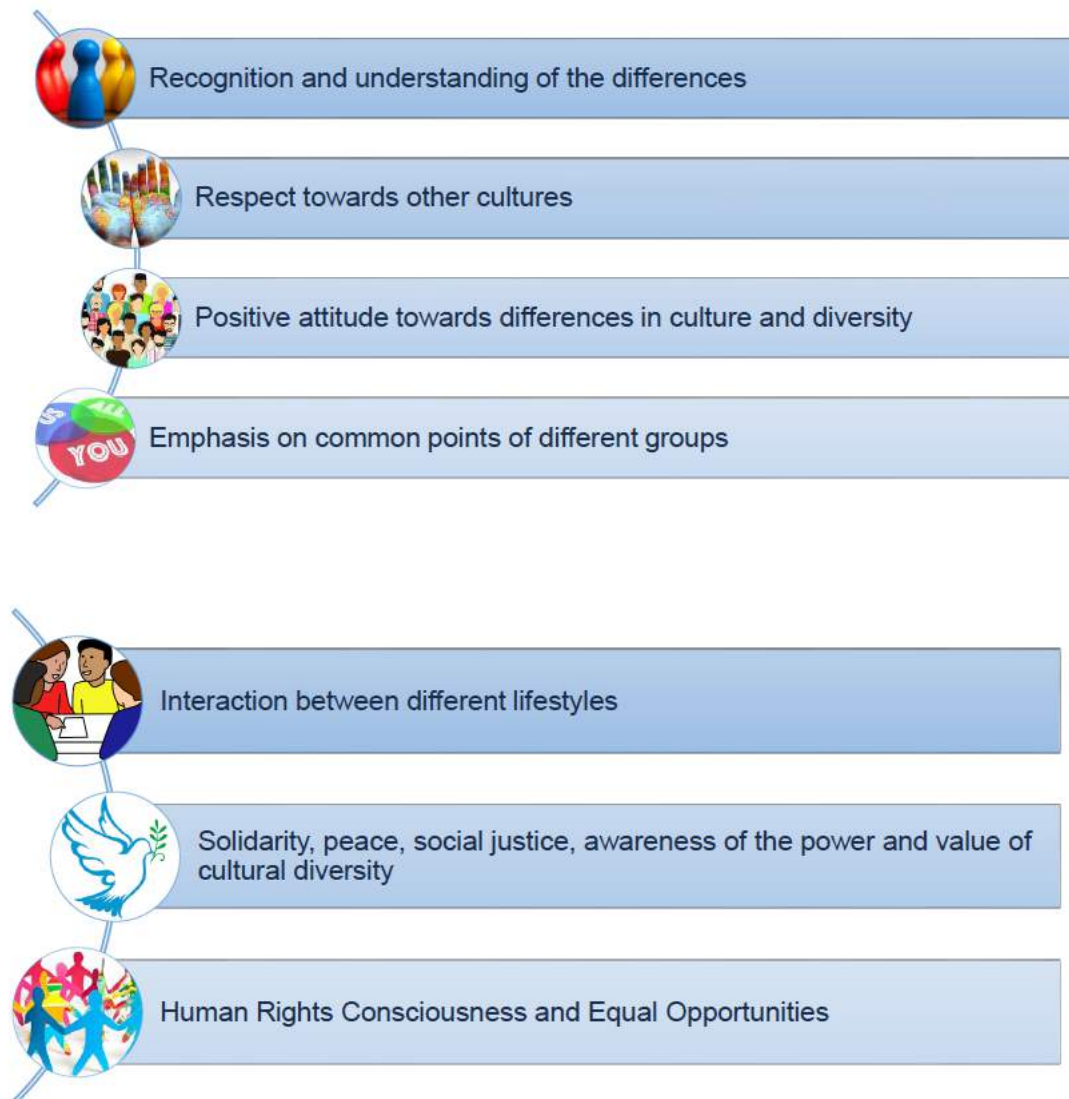 Recognition and understanding of the differences
Respect towards other cultures
Positive attitude towards differences in culture and diversity
US
ALL
YOU
Emphasis on common points of different groups
Interaction between different lifestyles
Solidarity, peace, social justice, awareness of the power and value of
cultural diversity
Human Rights Consciousness and Equal Opportunities